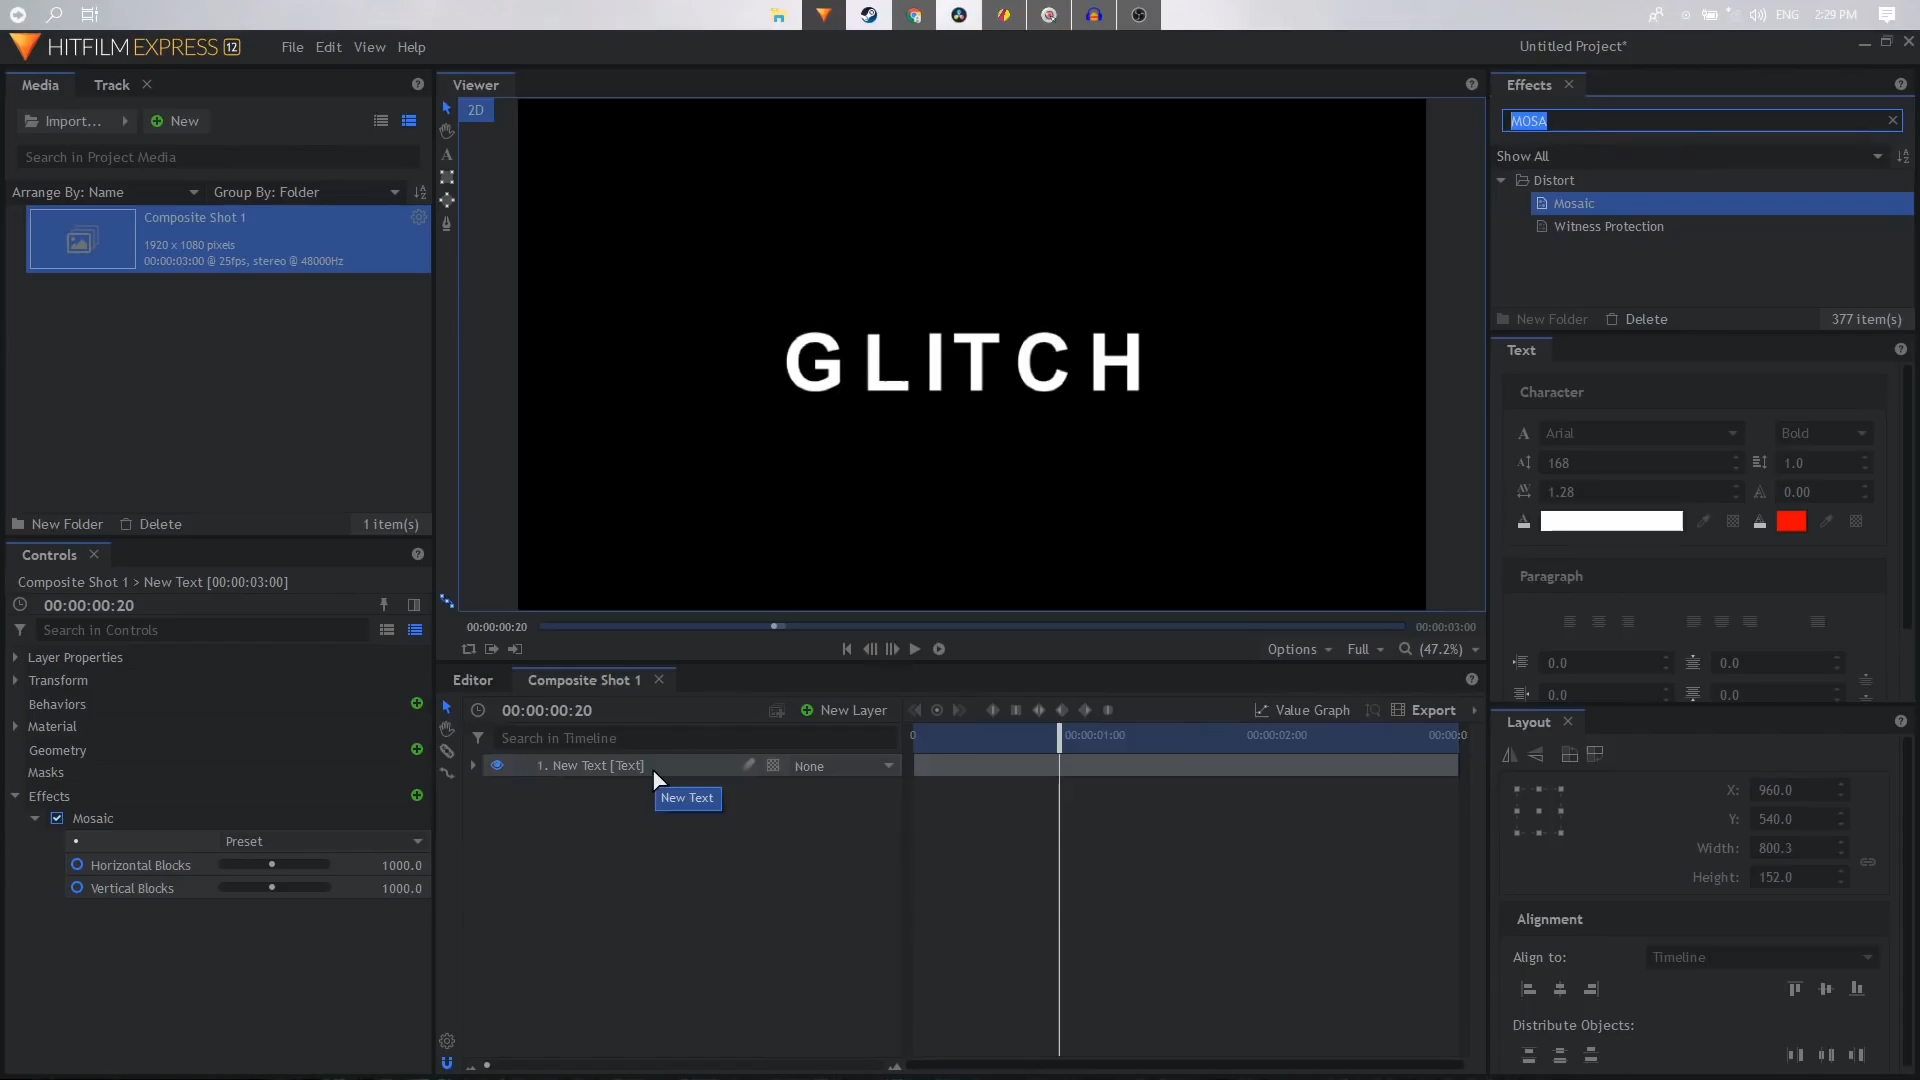 ENG 2:29 PM
HITFILM EXPRESS 12
File Edit View Help
Untitled Project*
Media Track
Import... New
Search in Project Media
Arrange By: Name Group By: Folder
Composite Shot 1
1920 x 1080 pixels
00:00:03:00 @ 25fps, stereo @ 48000Hz
New Folder Delete 1 item(s)
Controls
Composite Shot 1 > New Text [00:00:03:00]
00:00:00:20
Search in Controls
Layer Properties
Transform
Behaviors
Material
Geometry
Masks
Effects
Mosaic
Preset
Horizontal Blocks 1000.0
Vertical Blocks 1000.0
Viewer
2D
GLITCH
00:00:00:20 00:00:03:00
Options Full (47.2%)
Editor Composite Shot 1
00:00:00:20 New Layer Value Graph Export
Search in Timeline
0 00:00:01:00 00:00:02:00 00:00:0
1. New Text [Text] None
New Text
Effects
MOSA
Show All
Distort
Mosaic
Witness Protection
New Folder Delete 377 item(s)
Text
Character
Arial Bold
168 1.0
1.28 0.00
Paragraph
0.0 0.0
0.0 0.0
Layout
X: 960.0
Y: 540.0
Width: 800.3
Height: 152.0
Alignment
Align to: Timeline
Distribute Objects: